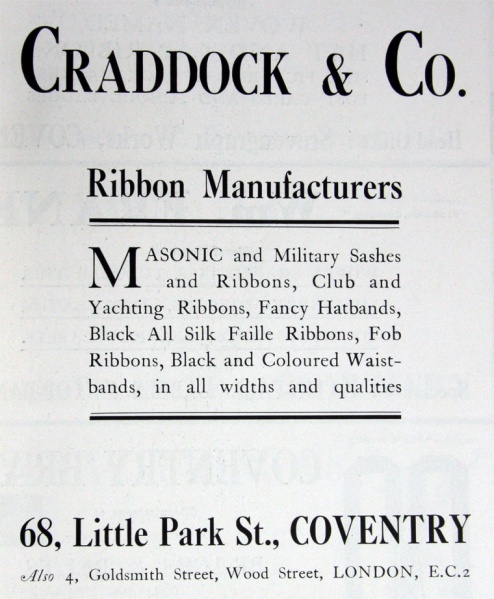 CRADDOCK & Co.
Ribbon Manufacturers
MASONIC and Military Sashes
and Ribbons, Club and
Yachting Ribbons, Fancy Hatbands,
Black All Silk Faille Ribbons, Fob
Ribbons, Black and Coloured Waist-
bands, in all widths and qualities
68, Little Park St., COVENTRY
Also 4, Goldsmith Street, Wood Street, LONDON, E.C.2